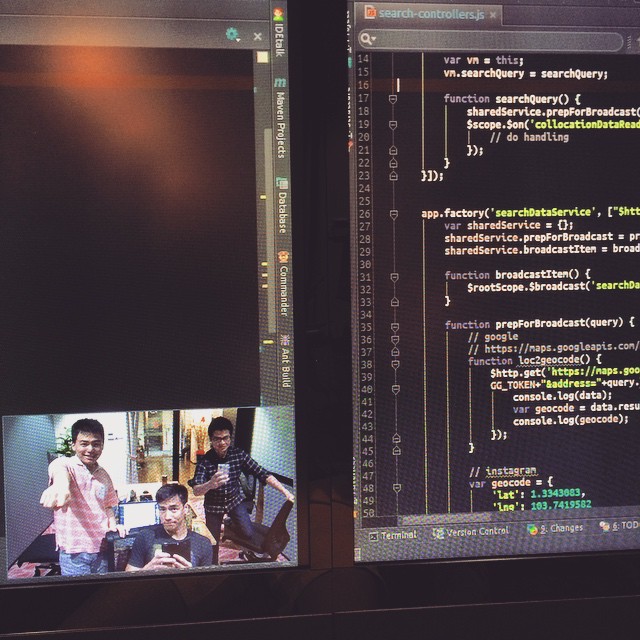 IDEtalk
Maven Projects
Database
Commander
Ant Build
search-controllers.js
14 var vm = this;
15 vm.searchQuery = searchQuery;
16
17 function searchQuery() {
18 sharedService.prepForBroadcast(
19 $scope.$on('collocationDataRead
20 // do handling
21 });
22 }
23 }]);
25
26 app.factory('searchDataService', ["$htt
27 var sharedService = {};
28 sharedService.prepForBroadcast = pr
29 sharedService.broadcastItem = broad
30
31 function broadcastItem() {
32 $rootScope.$broadcast('searchDa
33 }
34
35 function prepForBroadcast(query) {
36 // google
37 // https://maps.googleapis.com/
38 function loc2geocode() {
39 $http.get('https://maps.goo
40 GG_TOKEN+"&address="+query.
41 console.log(data);
42 var geocode = data.resu
43 console.log(geocode);
44 });
45 }
46
47 // instagram
48 var geocode = {
49 'lat': 1.3343083,
50 'lng': 103.7419582
Terminal
Version Control
9: Changes
6: TOD